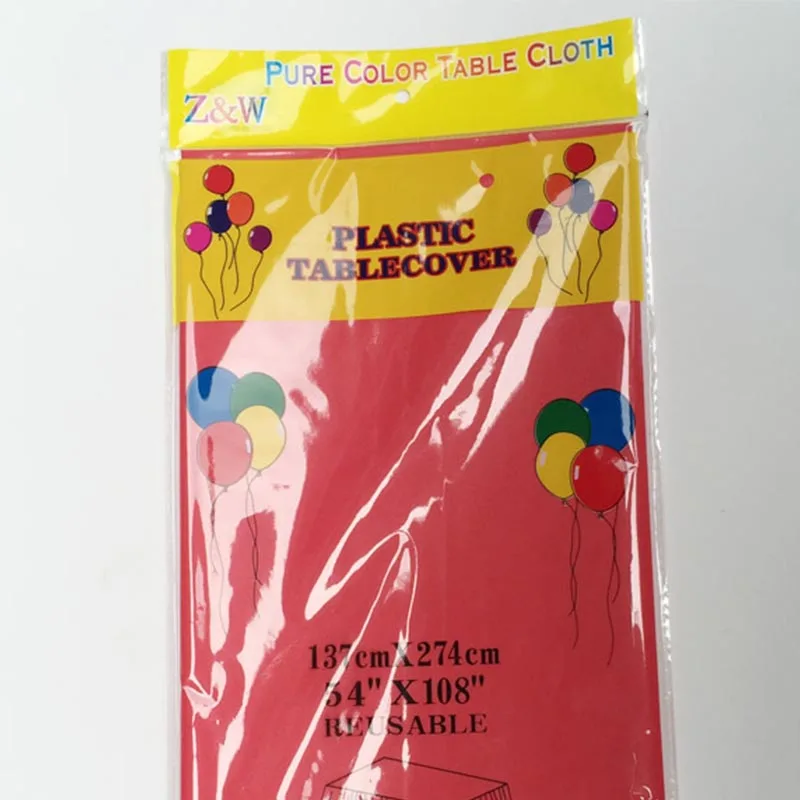 PURE COLOR TABLE CLOTH
Z&W
PLASTIC
TABLECOVER
137cmX274cm
54" X108"
REUSABLE